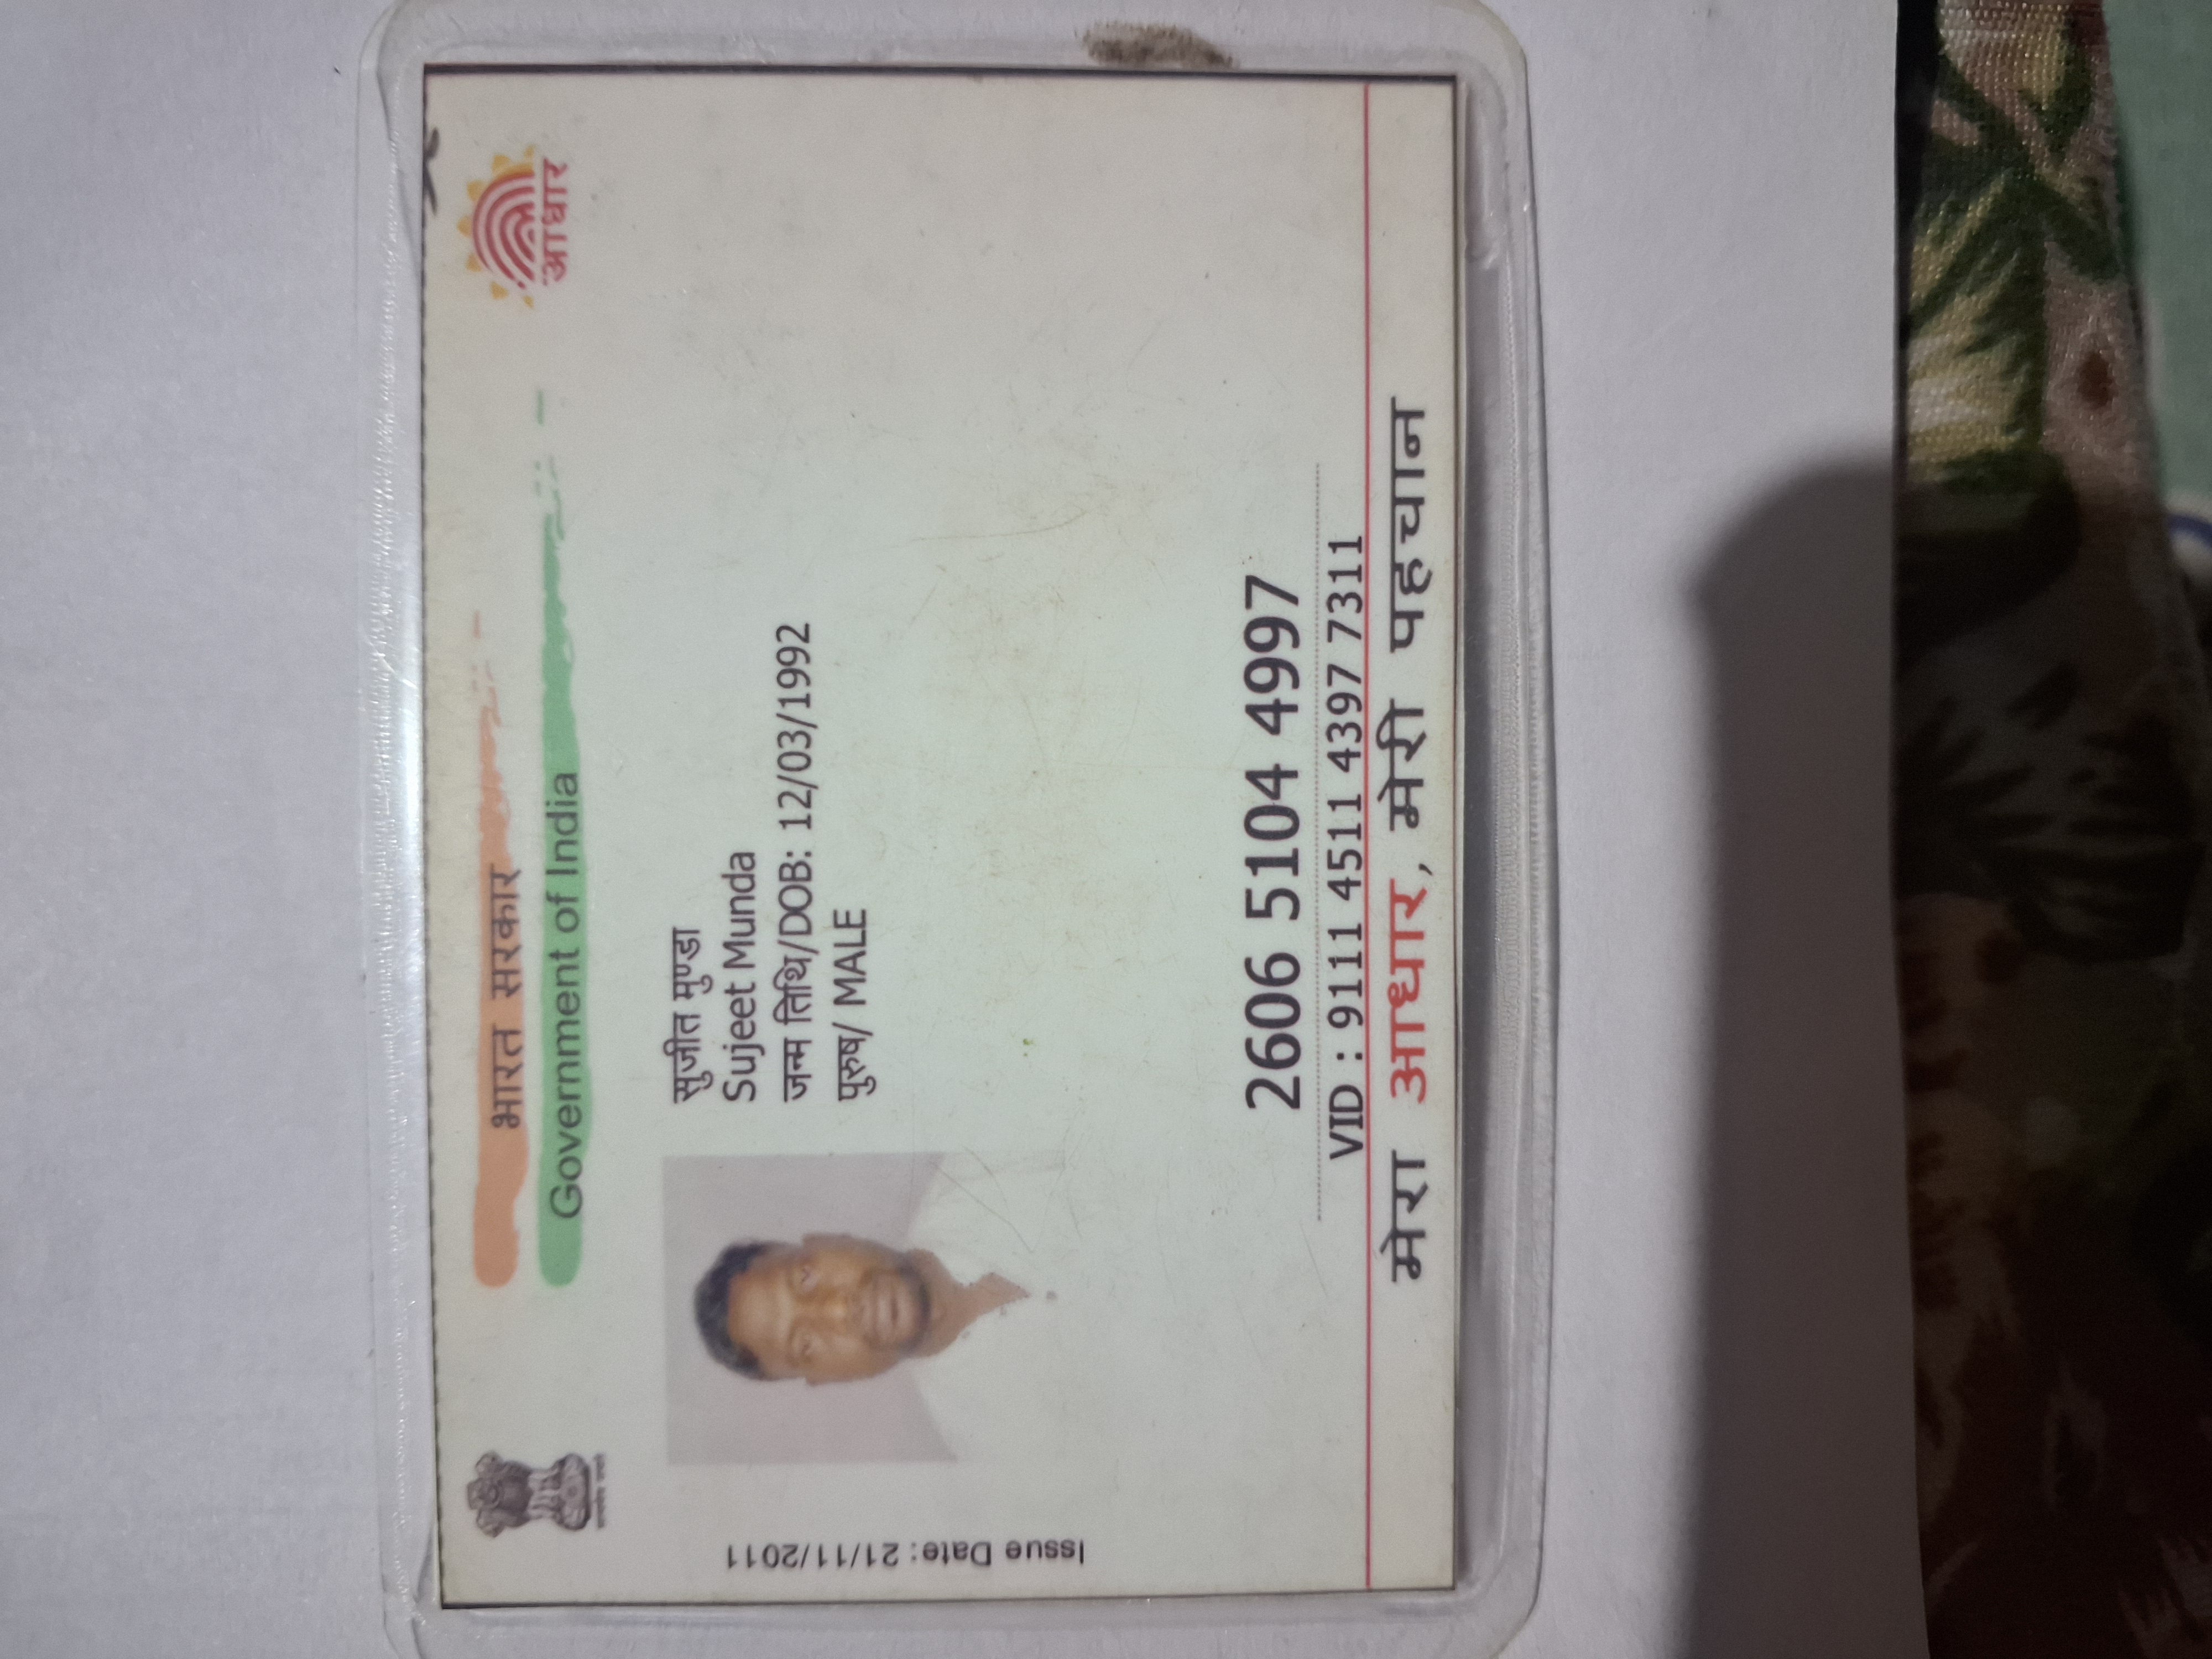 भारत सरकार
Government of India
आधार
Issue Date: 21/11/2011
सुजीत मुण्डा
Sujeet Munda
जन्म तिथि/DOB: 12/03/1992
पुरुष/ MALE
2606 5104 4997
VID : 9111 4511 4397 7311
मेरा आधार, मेरी पहचान